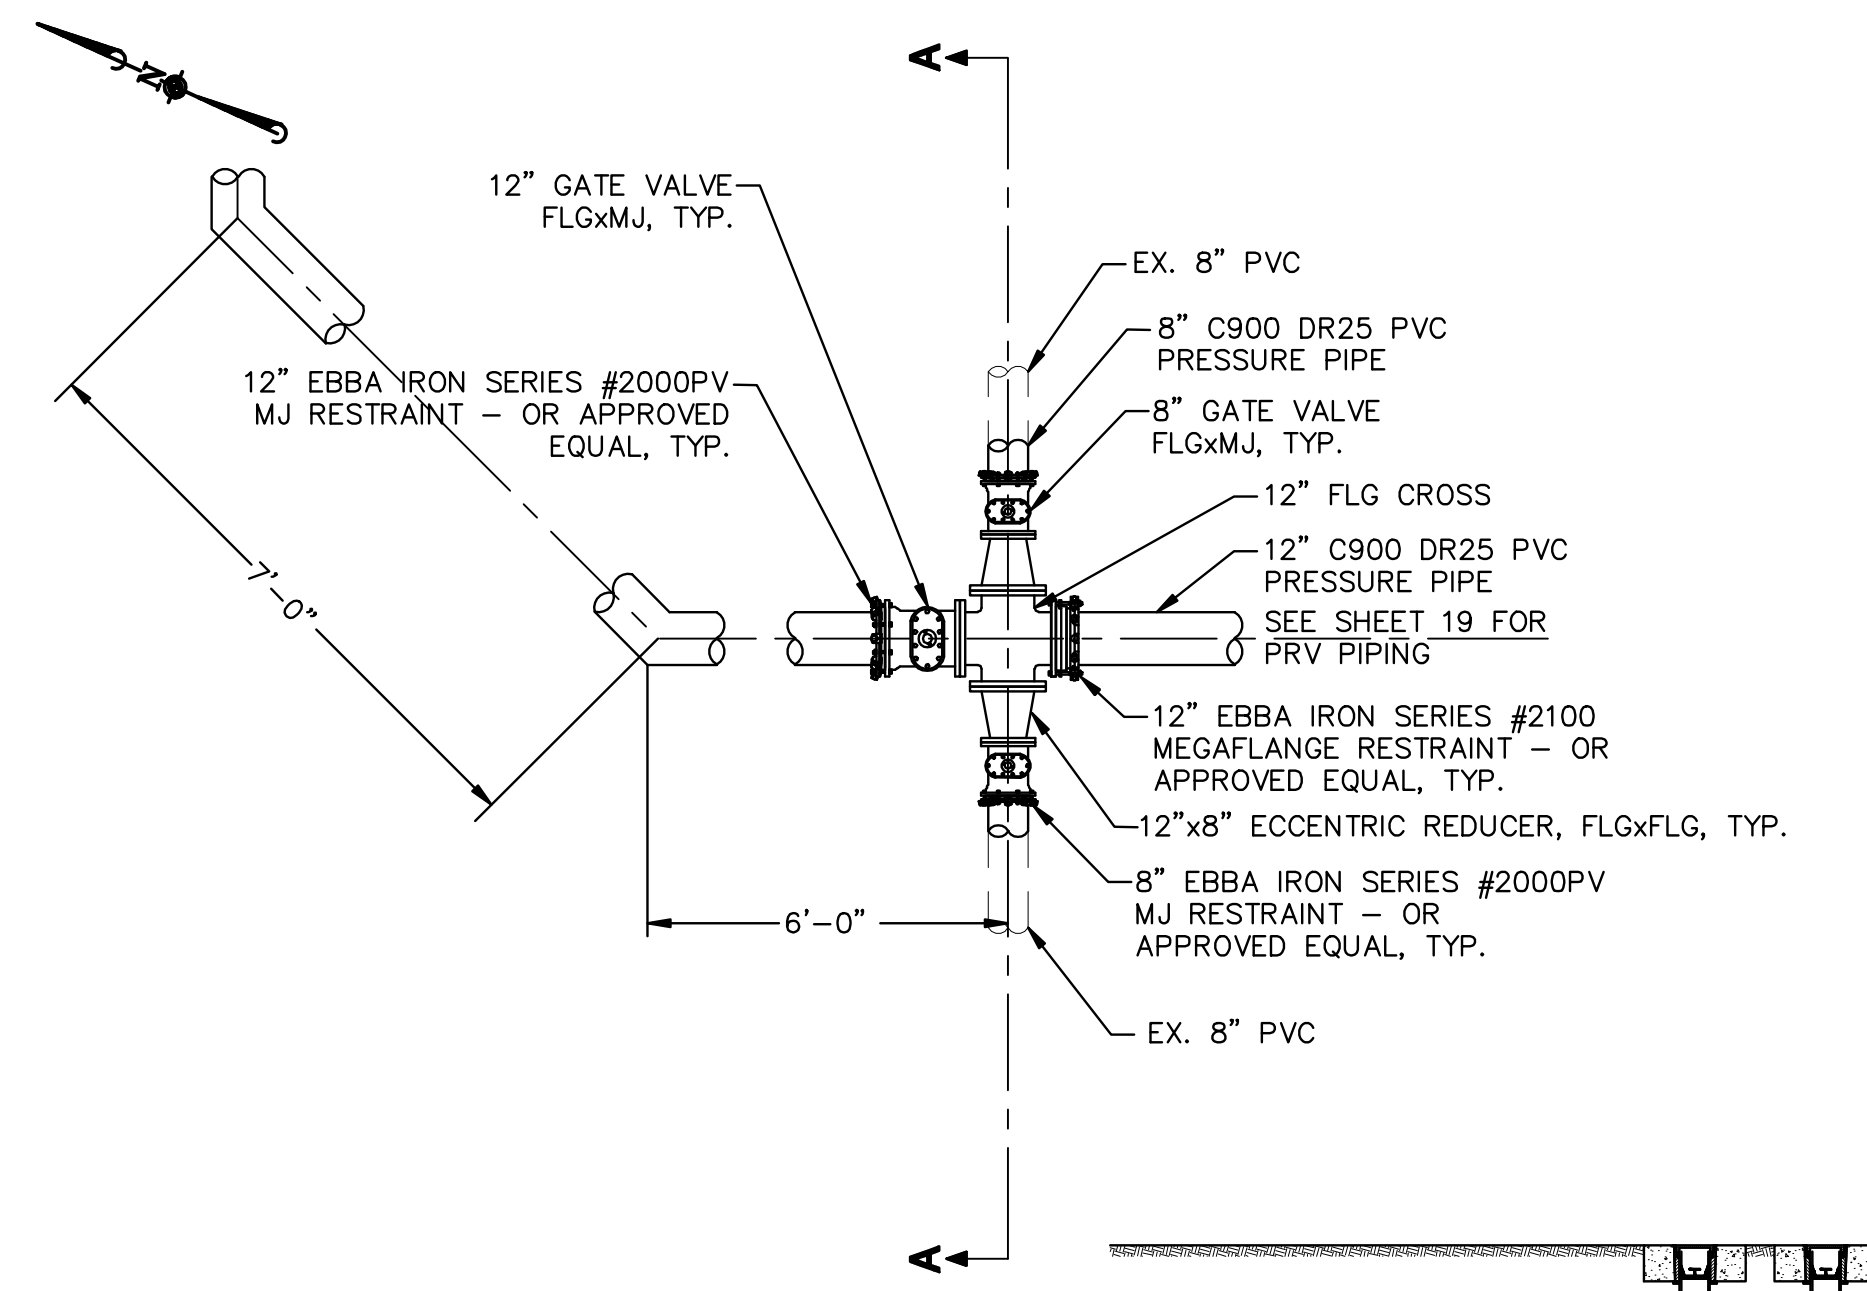 A
N
12" GATE VALVE
FLGxMJ, TYP.
EX. 8" PVC
8" C900 DR25 PVC
PRESSURE PIPE
12" EBBA IRON SERIES #2000PV
MJ RESTRAINT – OR APPROVED
EQUAL, TYP.
8" GATE VALVE
FLGxMJ, TYP.
12" FLG CROSS
12" C900 DR25 PVC
PRESSURE PIPE
SEE SHEET 19 FOR
PRV PIPING
7'-0"
12" EBBA IRON SERIES #2100
MEGAFLANGE RESTRAINT – OR
APPROVED EQUAL, TYP.
12"x8" ECCENTRIC REDUCER, FLGxFLG, TYP.
8" EBBA IRON SERIES #2000PV
MJ RESTRAINT – OR
APPROVED EQUAL, TYP.
6'-0"
EX. 8" PVC
A